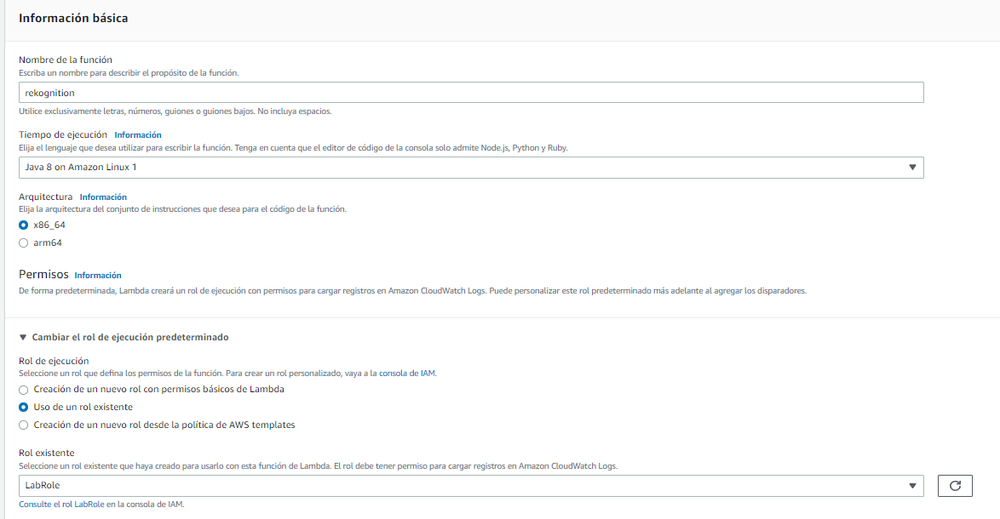 Información básica
Nombre de la función
Escriba un nombre para describir el propósito de la función.
rekognition
Utilice exclusivamente letras, números, guiones o guiones bajos. No incluya espacios.
Tiempo de ejecución Información
Elija el lenguaje que desea utilizar para escribir la función. Tenga en cuenta que el editor de código de la consola solo admite Node.js, Python y Ruby.
Java 8 on Amazon Linux 1
Arquitectura Información
Elija la arquitectura del conjunto de instrucciones que desea para el código de la función.
x86_64
arm64
Permisos Información
De forma predeterminada, Lambda creará un rol de ejecución con permisos para cargar registros en Amazon CloudWatch Logs. Puede personalizar este rol predeterminado más adelante al agregar los disparadores.
Cambiar el rol de ejecución predeterminado
Rol de ejecución
Seleccione un rol que defina los permisos de la función. Para crear un rol personalizado, vaya a la consola de IAM.
Creación de un nuevo rol con permisos básicos de Lambda
Uso de un rol existente
Creación de un nuevo rol desde la política de AWS templates
Rol existente
Seleccione un rol existente que haya creado para usarlo con esta función de Lambda. El rol debe tener permiso para cargar registros en Amazon CloudWatch Logs.
LabRole
Consulte el rol LabRole en la consola de IAM.